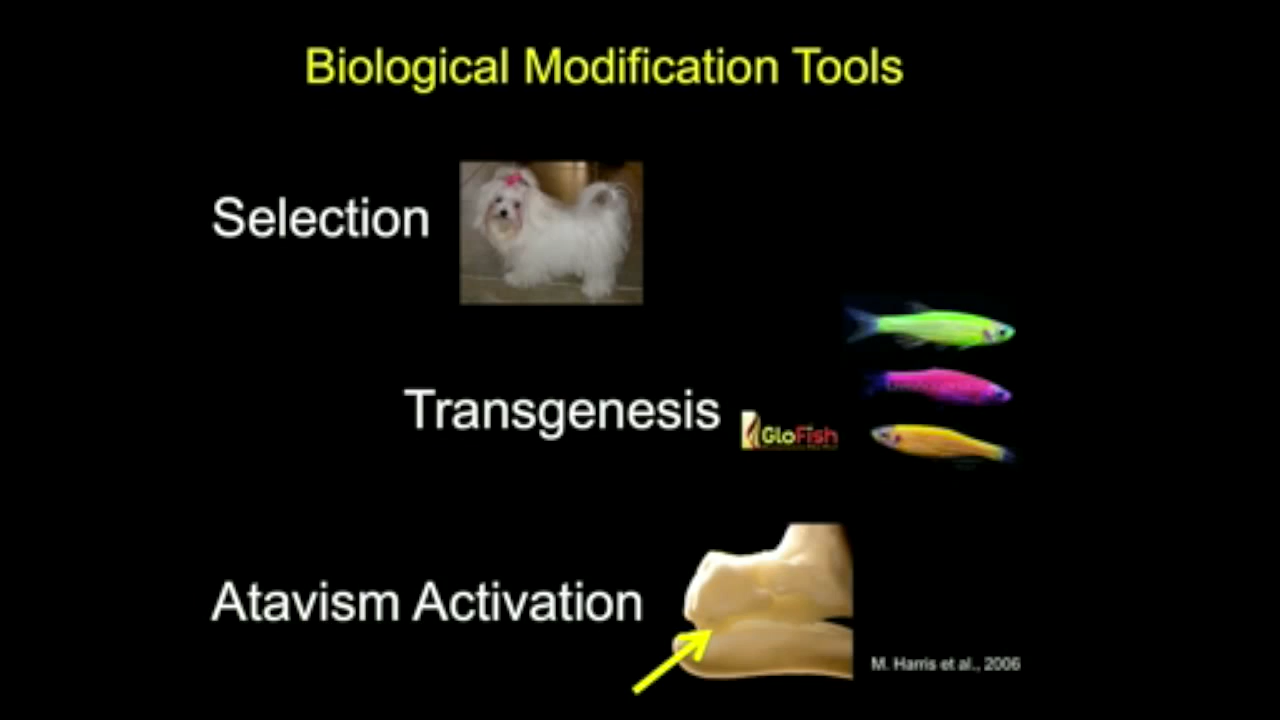 Biological Modification Tools
Selection
Transgenesis
GloFish
Atavism Activation
M. Harris et al., 2006